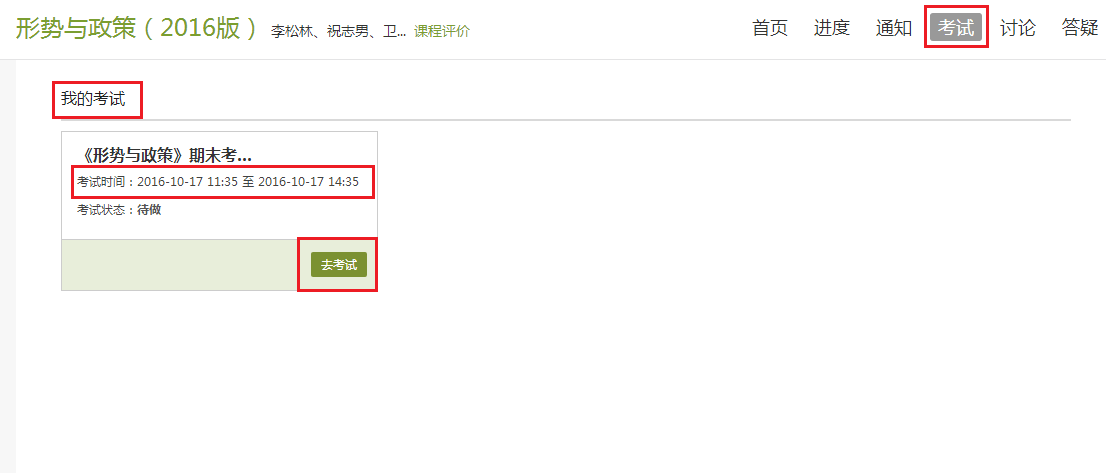 形势与政策（2016版） 李松林、祝志男、卫... 课程评价 首页 进度 通知 考试 讨论 答疑
我的考试
《形势与政策》期末考...
考试时间：2016-10-17 11:35 至 2016-10-17 14:35
考试状态：待做
去考试